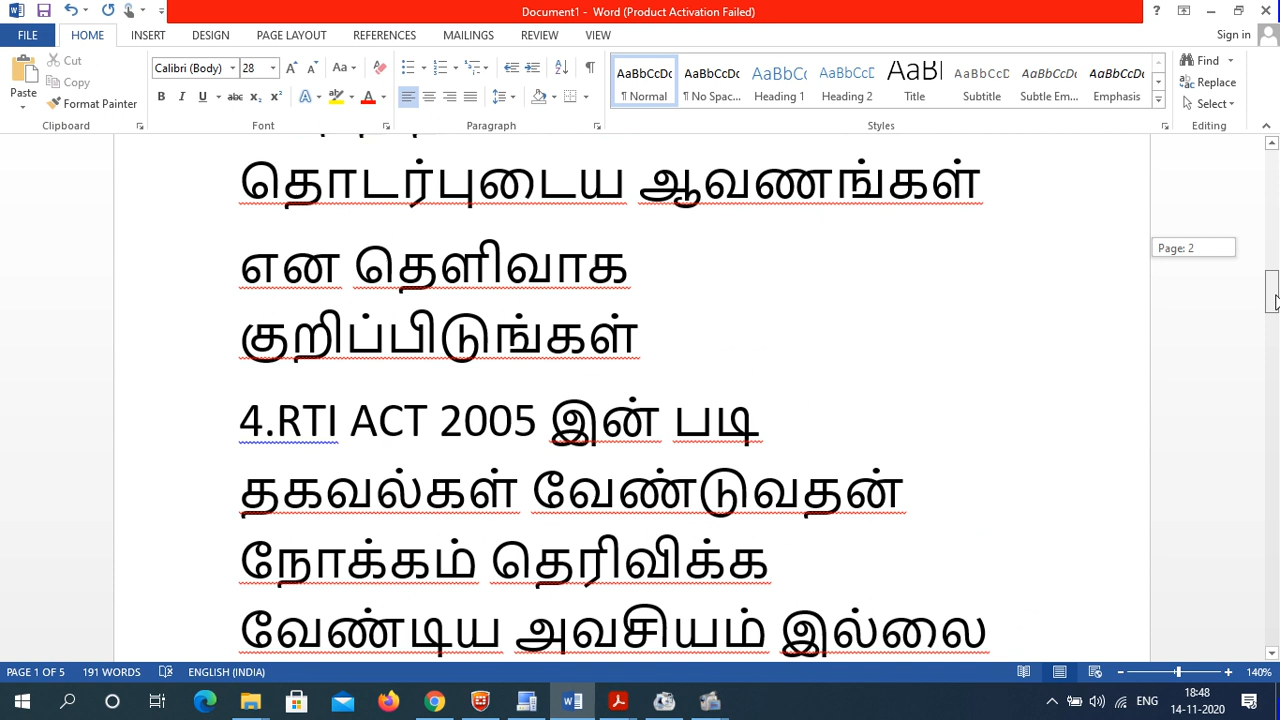 Document1 - Word (Product Activation Failed)
FILE HOME INSERT DESIGN PAGE LAYOUT REFERENCES MAILINGS REVIEW VIEW Sign in
Cut
Copy
Paste
Format Painter
Calibri (Body) 28
AaBbCcDc AaBbCcDc AaBbCc AaBbCcC AaBl AaBbCcD AaBbCcDc AaBbCcDc
¶ Normal ¶ No Spac... Heading 1 Heading 2 Title Subtitle Subtle Em... Emphasis
Find
Replace
Select
Clipboard Font Paragraph Styles Editing
தொடர்புடைய ஆவணங்கள்
என தெளிவாக
குறிப்பிடுங்கள்
4.RTI ACT 2005 இன் படி
தகவல்கள் வேண்டுவதன்
நோக்கம் தெரிவிக்க
வேண்டிய அவசியம் இல்லை
Page: 2
PAGE 1 OF 5 191 WORDS ENGLISH (INDIA) 140%
ENG 18:48
14-11-2020